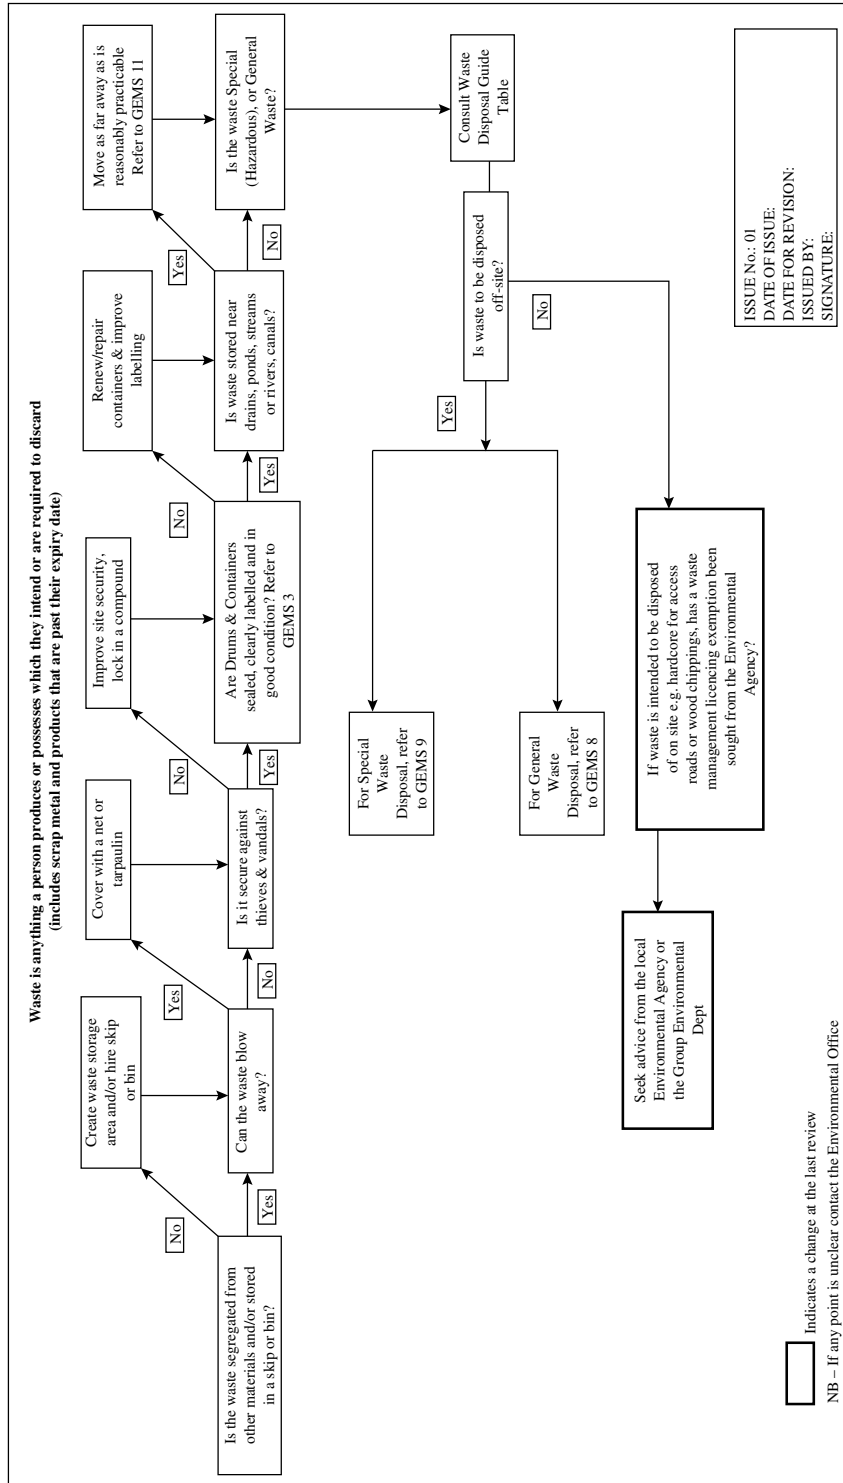 Waste is anything a person produces or possesses which they intend or are required to discard
(includes scrap metal and products that are past their expiry date)
Is the waste segregated from
other materials and/or stored
in a skip or bin?
No
Yes
Create waste storage
area and/or hire skip
or bin
Can the waste blow
away?
Yes
No
Cover with a net or
tarpaulin
Is it secure against
thieves & vandals?
No
Yes
Improve site security,
lock in a compound
Are Drums & Containers
sealed, clearly labelled and in
good condition? Refer to
GEMS 3
No
Yes
Renew/repair
containers & improve
labelling
Is waste stored near
drains, ponds, streams
or rivers, canals?
Yes
No
Move as far away as is
reasonably practicable
Refer to GEMS 11
Is the waste Special
(Hazardous), or General
Waste?
Consult Waste
Disposal Guide
Table
Is waste to be disposed
off-site?
Yes
No
For Special
Waste
Disposal, refer
to GEMS 9
For General
Waste
Disposal, refer
to GEMS 8
If waste is intended to be disposed
of on site e.g. hardcore for access
roads or wood chippings, has a waste
management licencing exemption been
sought from the Environmental
Agency?
Seek advice from the local
Environmental Agency or
the Group Environmental
Dept
Indicates a change at the last review
NB – If any point is unclear contact the Environmental Office
ISSUE No.: 01
DATE OF ISSUE:
DATE FOR REVISION:
ISSUED BY:
SIGNATURE: